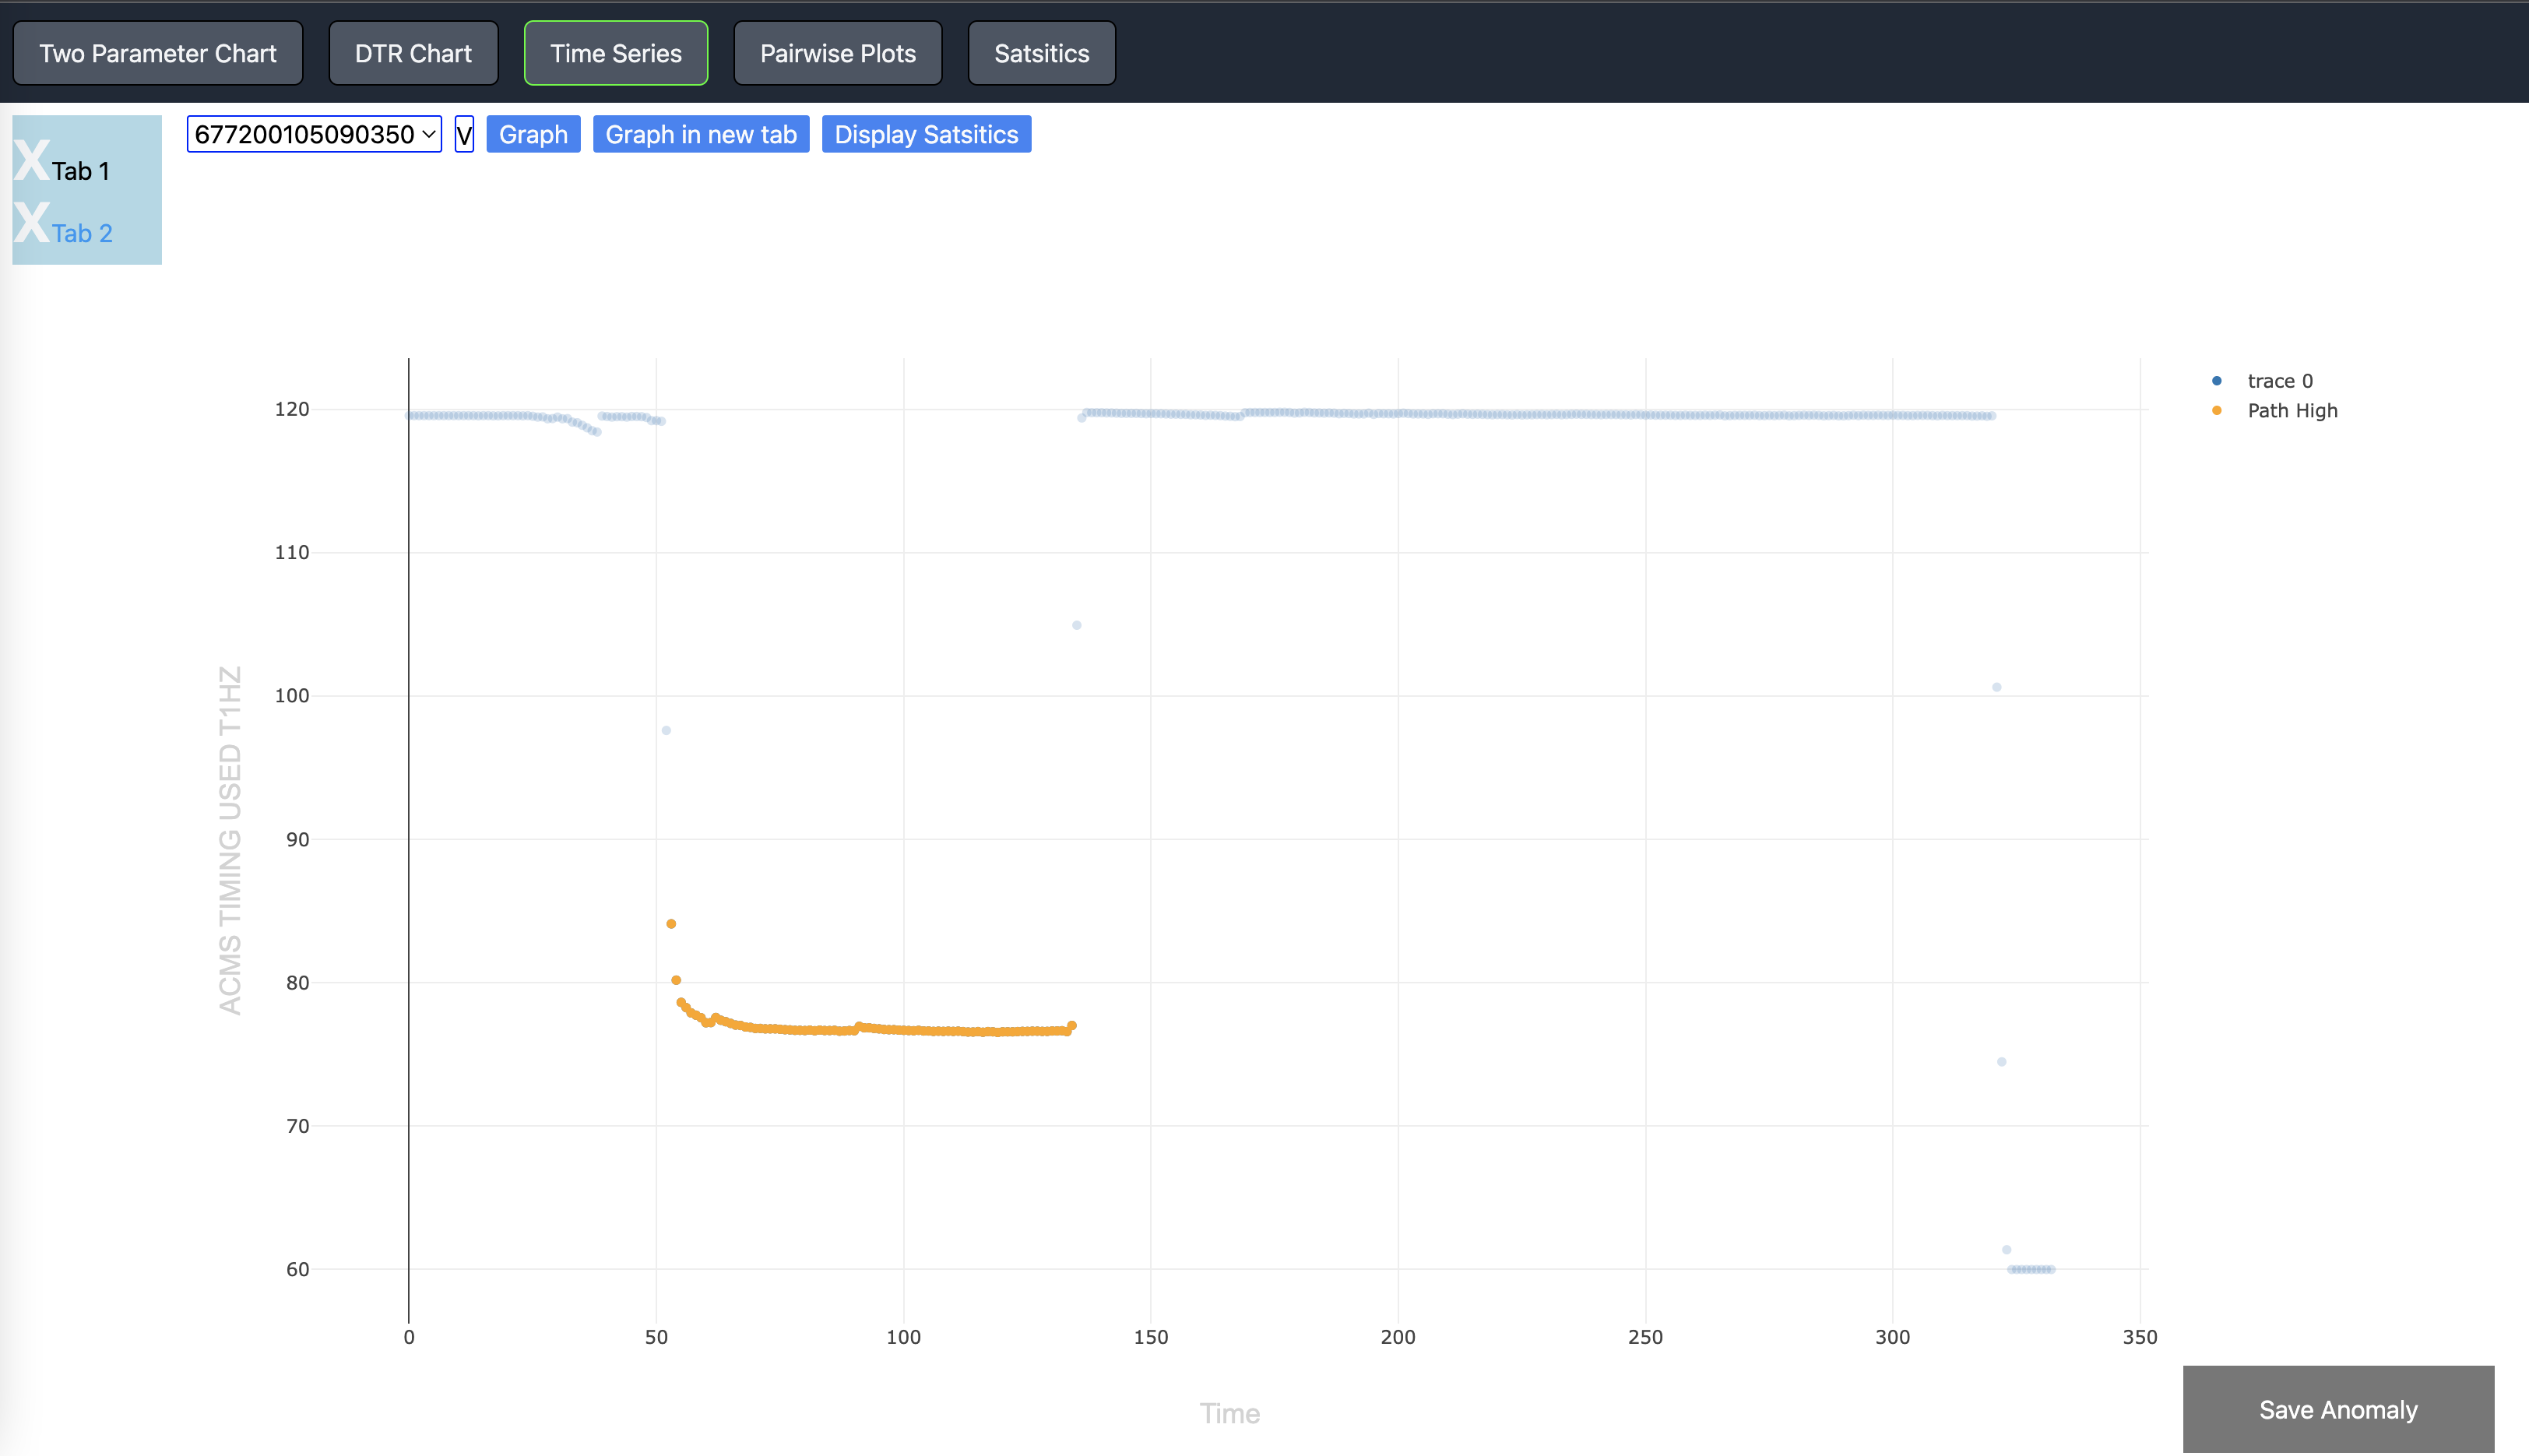 Two Parameter Chart
DTR Chart
Time Series
Pairwise Plots
Satsitics
X Tab 1
X Tab 2
677200105090350
V
Graph
Graph in new tab
Display Satsitics
trace 0
Path High
120
110
100
90
80
70
60
ACMS TIMING USED T1HZ
0
50
100
150
200
250
300
350
Time
Save Anomaly